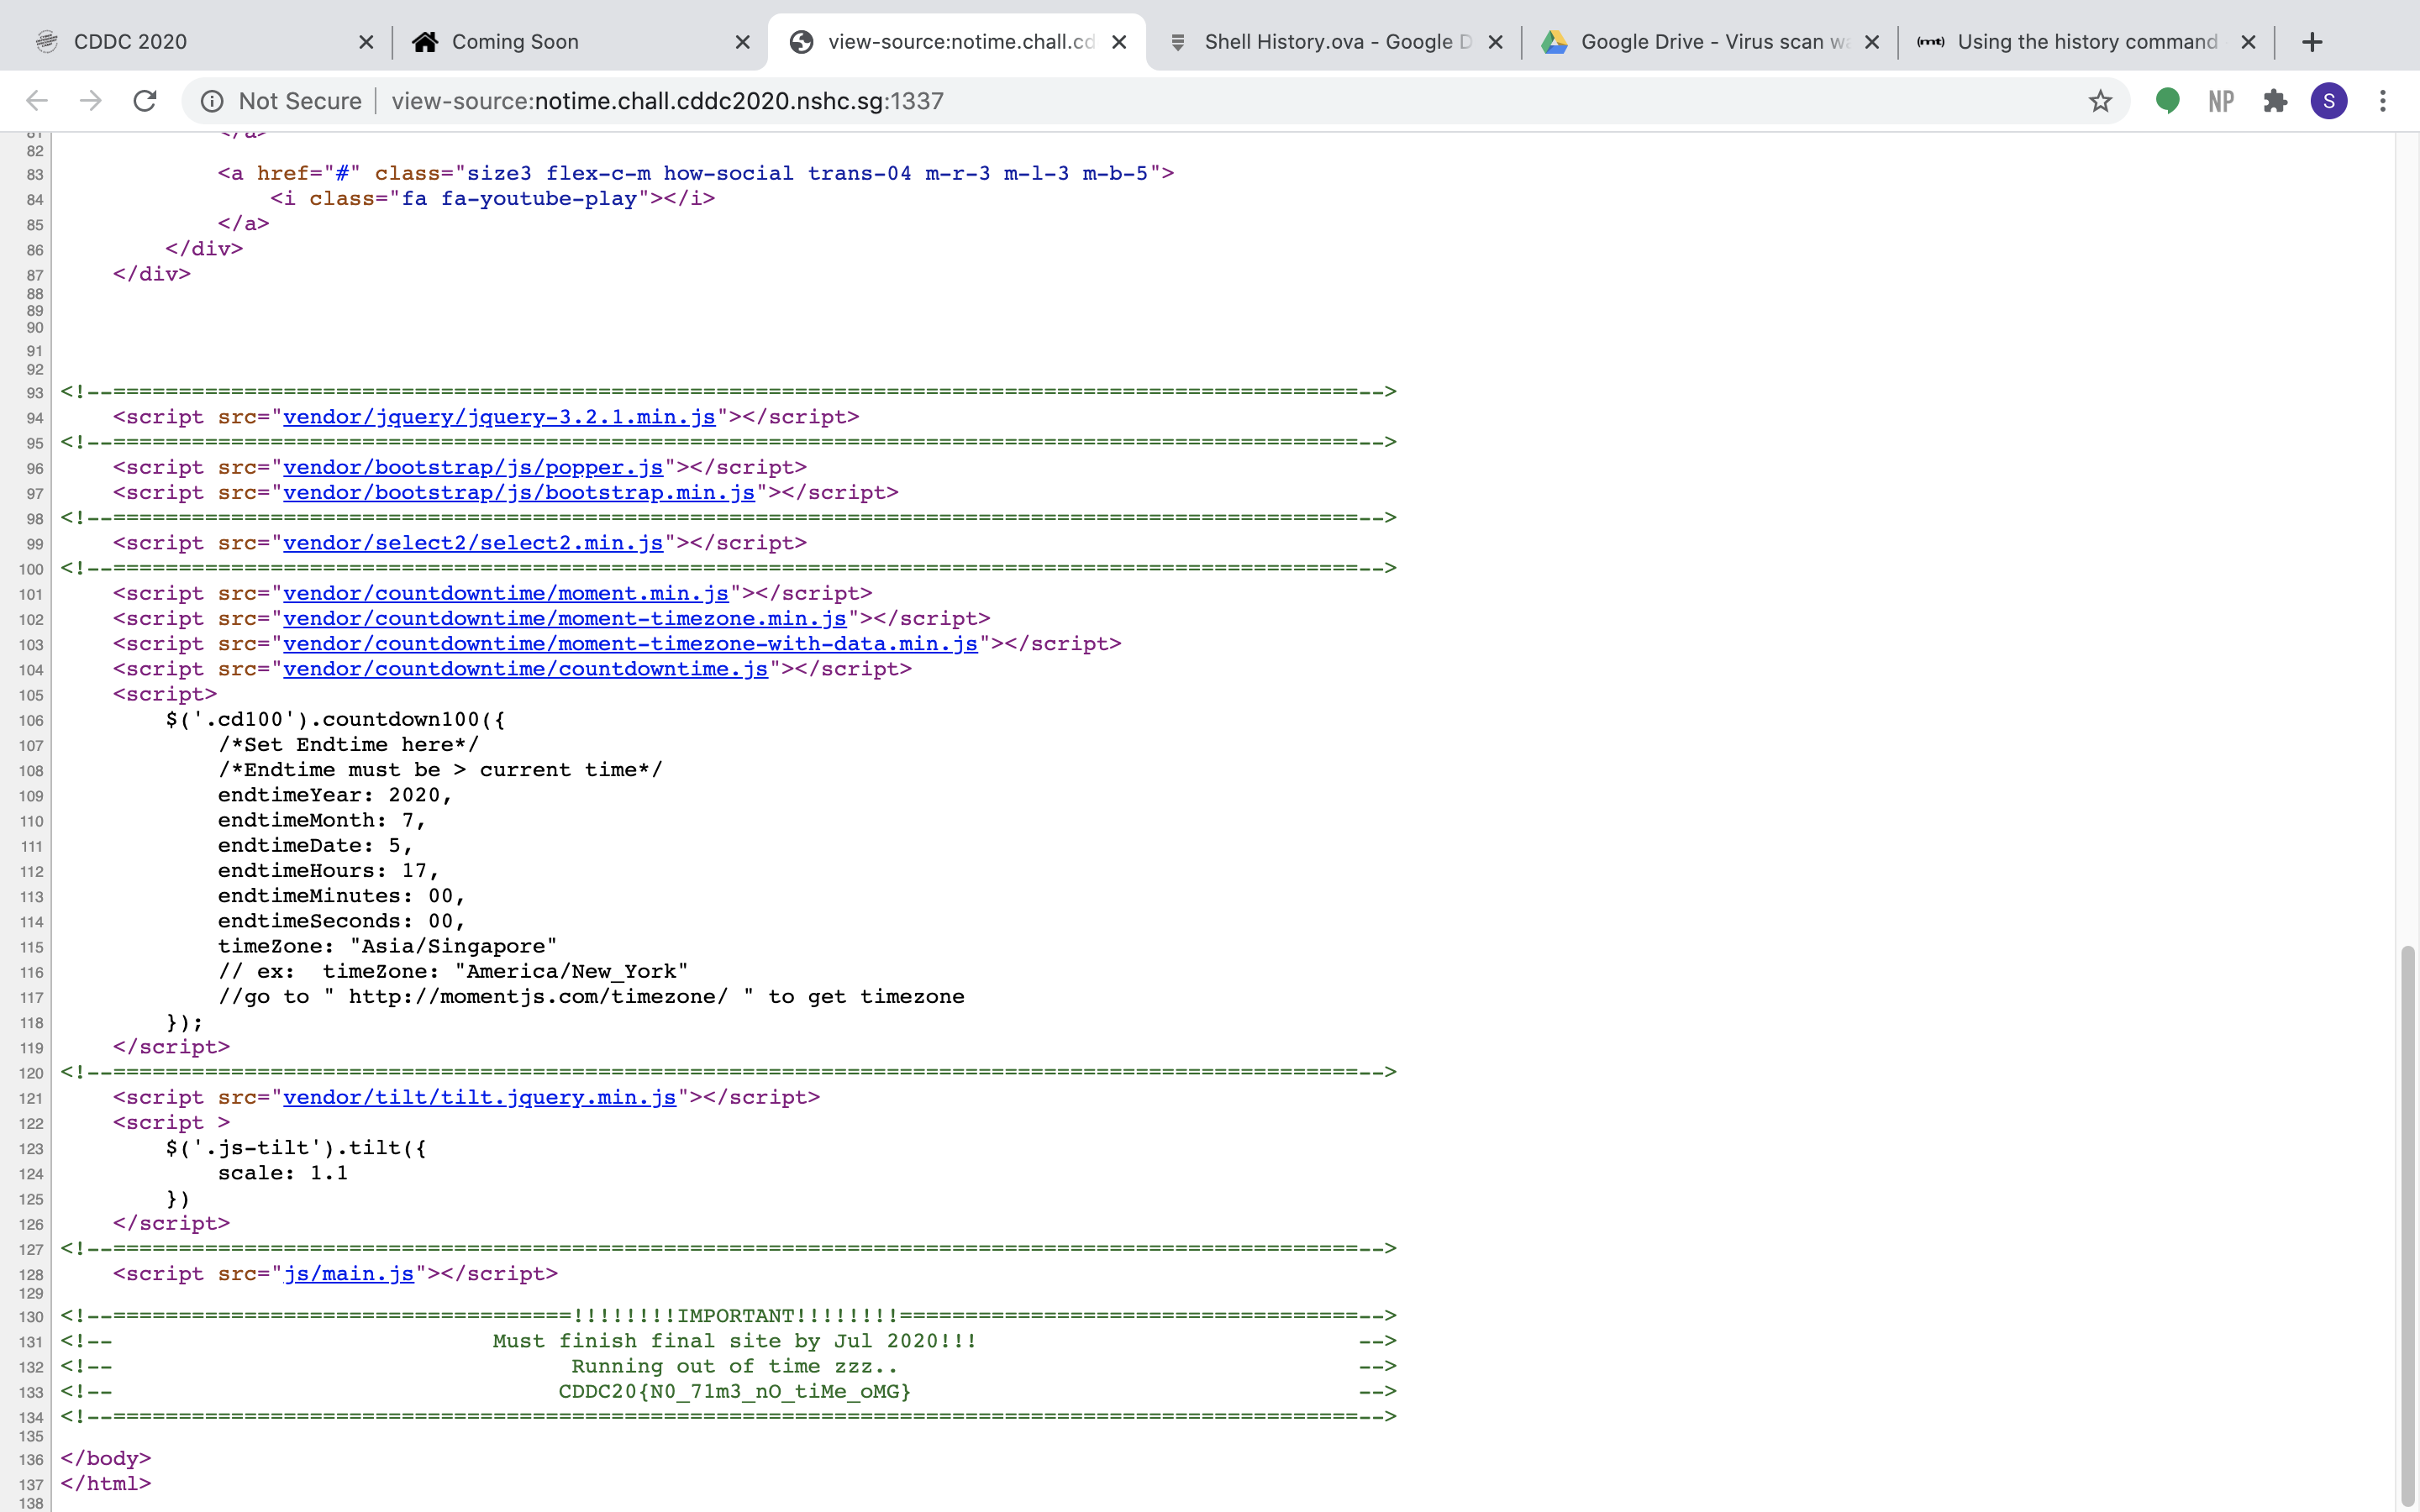 CDDC 2020
Coming Soon
view-source:notime.chall.cd
Shell History.ova - Google D
Google Drive - Virus scan wa
(mt) Using the history command
Not Secure | view-source:notime.chall.cddc2020.nshc.sg:1337
NP
S
81 </a>
82
83 <a href="#" class="size3 flex-c-m how-social trans-04 m-r-3 m-l-3 m-b-5">
84 <i class="fa fa-youtube-play"></i>
85 </a>
86 </div>
87 </div>
88
89
90
91
92
93 <!--===============================================================================================-->
94 <script src="vendor/jquery/jquery-3.2.1.min.js"></script>
95 <!--===============================================================================================-->
96 <script src="vendor/bootstrap/js/popper.js"></script>
97 <script src="vendor/bootstrap/js/bootstrap.min.js"></script>
98 <!--===============================================================================================-->
99 <script src="vendor/select2/select2.min.js"></script>
100 <!--===============================================================================================-->
101 <script src="vendor/countdowntime/moment.min.js"></script>
102 <script src="vendor/countdowntime/moment-timezone.min.js"></script>
103 <script src="vendor/countdowntime/moment-timezone-with-data.min.js"></script>
104 <script src="vendor/countdowntime/countdowntime.js"></script>
105 <script>
106 $('.cd100').countdown100({
107 /*Set Endtime here*/
108 /*Endtime must be > current time*/
109 endtimeYear: 2020,
110 endtimeMonth: 7,
111 endtimeDate: 5,
112 endtimeHours: 17,
113 endtimeMinutes: 00,
114 endtimeSeconds: 00,
115 timeZone: "Asia/Singapore"
116 // ex:  timeZone: "America/New_York"
117 //go to " http://momentjs.com/timezone/ " to get timezone
118 });
119 </script>
120 <!--===============================================================================================-->
121 <script src="vendor/tilt/tilt.jquery.min.js"></script>
122 <script >
123 $('.js-tilt').tilt({
124 scale: 1.1
125 })
126 </script>
127 <!--===============================================================================================-->
128 <script src="js/main.js"></script>
129
130 <!--===================================!!!!!!!!IMPORTANT!!!!!!!!===================================-->
131 <!-- Must finish final site by Jul 2020!!! -->
132 <!-- Running out of time zzz.. -->
133 <!-- CDDC20{N0_71m3_nO_tiMe_oMG} -->
134 <!--===============================================================================================-->
135
136 </body>
137 </html>
138